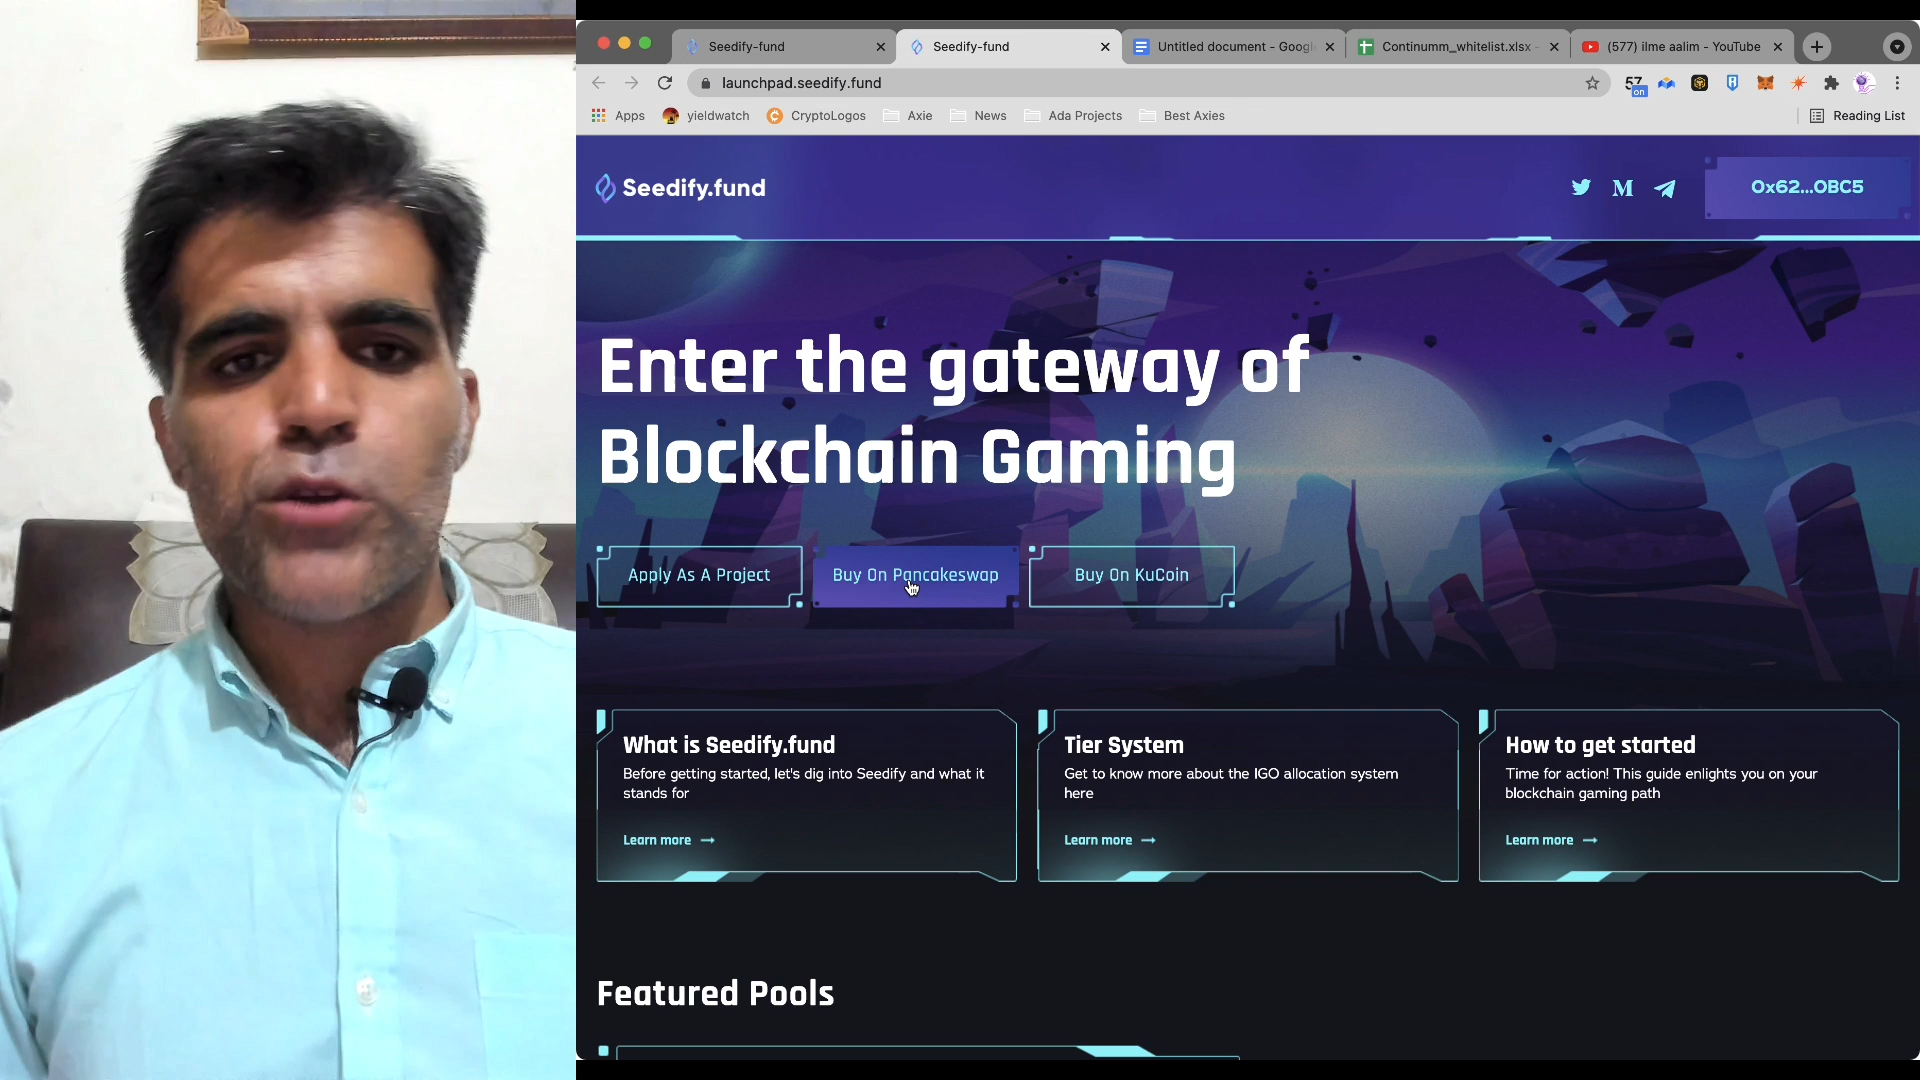 Seedify-fund
Seedify-fund
Untitled document - Googl
Continumm_whitelist.xlsx -
(577) ilme aalim - YouTube
launchpad.seedify.fund
57
on
Apps
yieldwatch
CryptoLogos
Axie
News
Ada Projects
Best Axies
Reading List
Seedify.fund
0x62...0BC5
Enter the gateway of
Blockchain Gaming
Apply As A Project
Buy On Pancakeswap
Buy On KuCoin
What is Seedify.fund
Before getting started, let's dig into Seedify and what it
stands for
Learn more
Tier System
Get to know more about the IGO allocation system
here
Learn more
How to get started
Time for action! This guide enlights you on your
blockchain gaming path
Learn more
Featured Pools